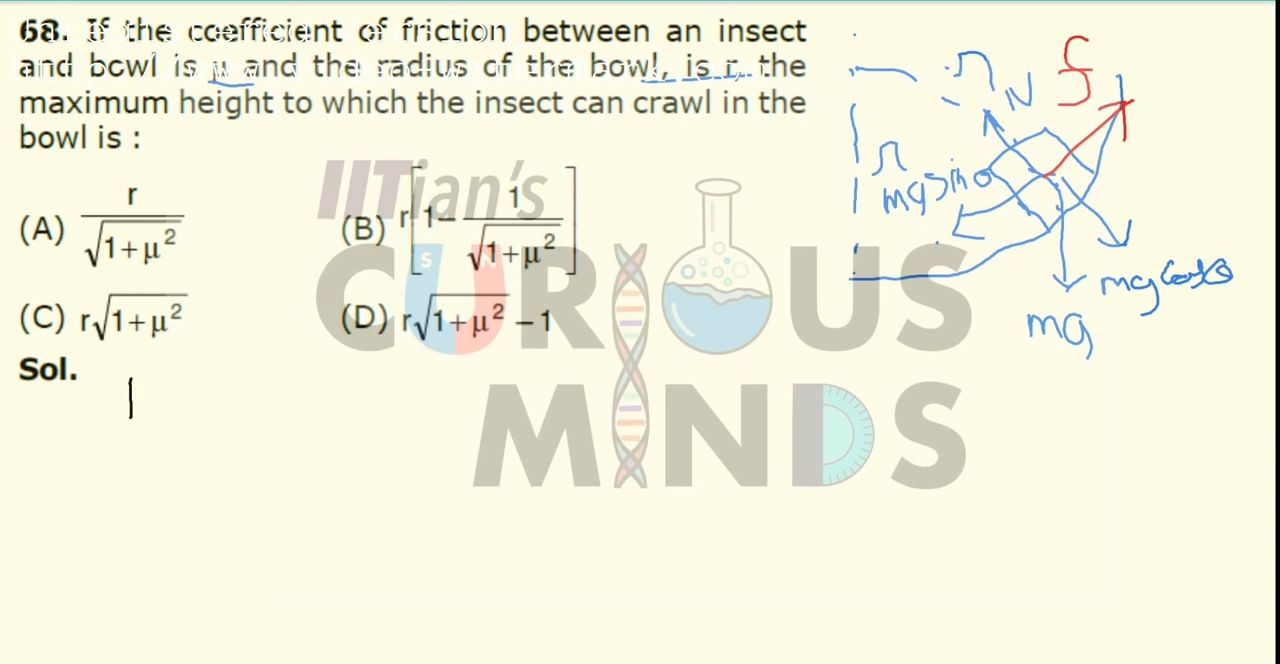 68. If the coefficient of friction between an insect
and bowl is μ and the radius of the bowl, is r, the
maximum height to which the insect can crawl in the
bowl is :
(A) r/√(1+μ²)
(B) r[1 – 1/√(1+μ²)]
(C) r√(1+μ²)
(D) r√(1+μ²) – 1
Sol.
IITian's
CURIOUS
MINDS
S N
N
f
mg sin θ
mg cos θ
mg